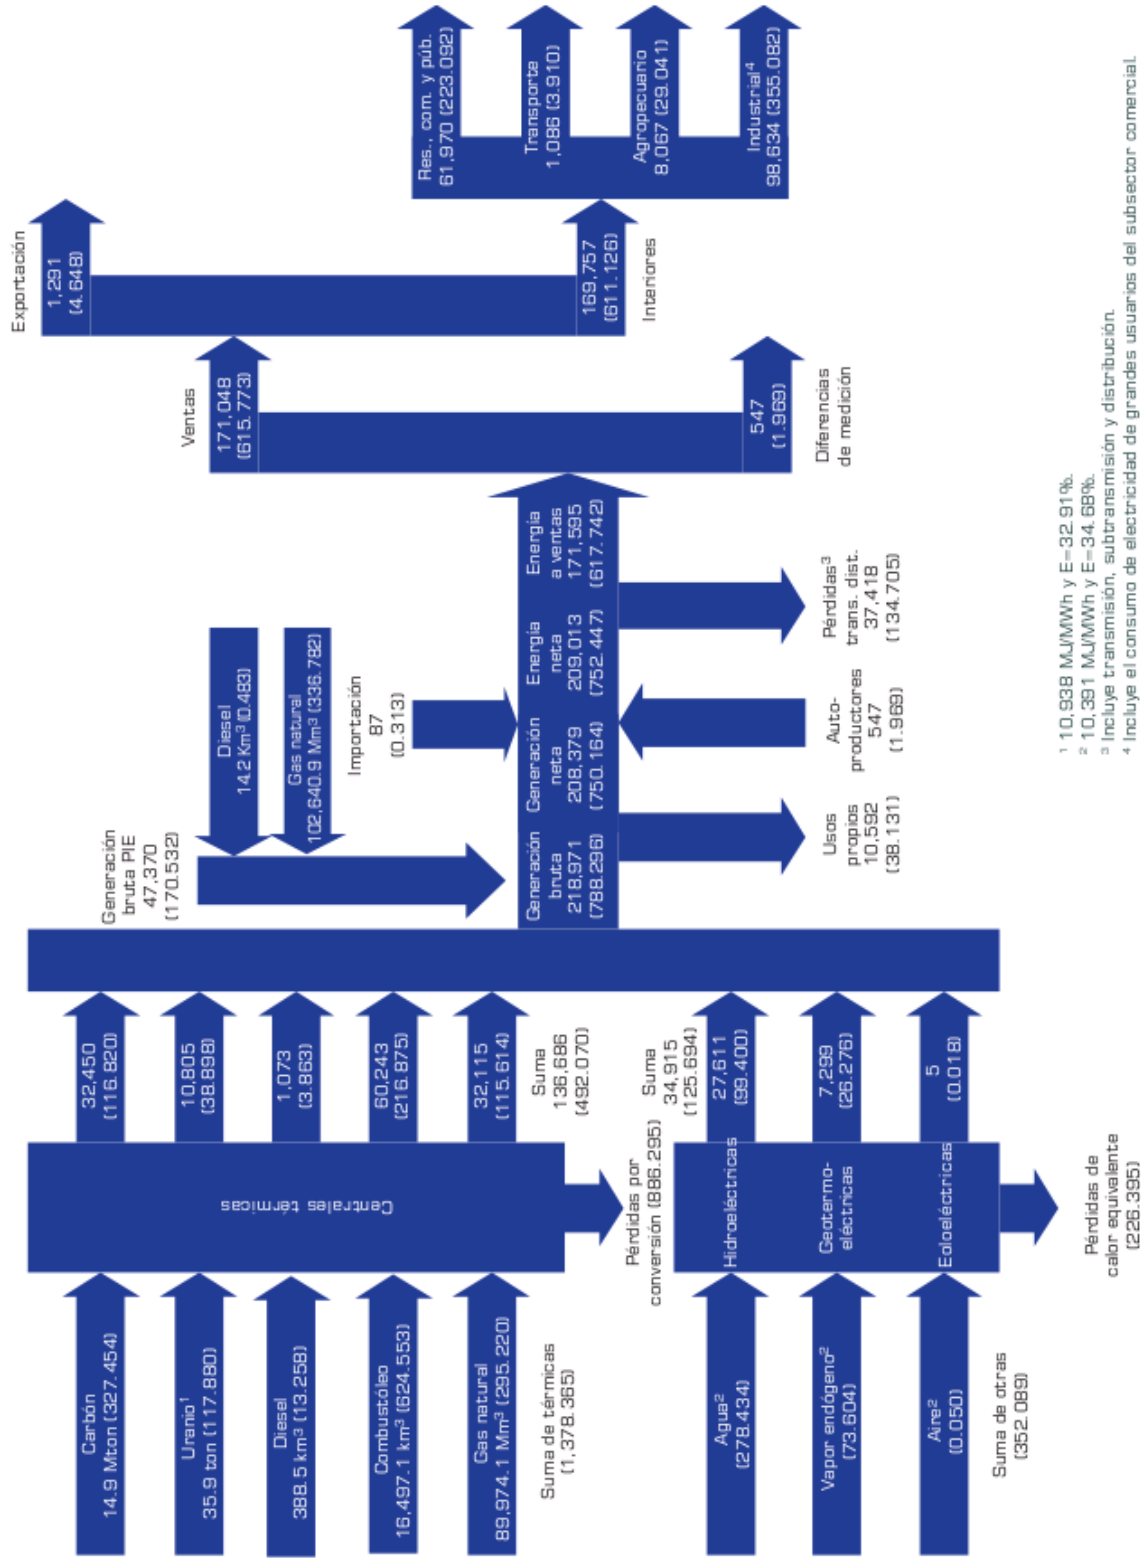 Carbón
14.9 Mton (327.454)
Uranio¹
35.9 ton (117.880)
Diesel
388.5 km³ (13.258)
Combustóleo
16,497.1 km³ (624.553)
Gas natural
89,974.1 Mm³ (295.220)
Suma de térmicas
(1,378.365)
Agua²
(278.434)
Vapor endógeno²
(73.604)
Aire²
(0.050)
Suma de otras
(352.089)
Centrales térmicas
Pérdidas por
conversión (886.295)
Hidroeléctricas
Geotermo-
eléctricas
Eoloeléctricas
Pérdidas de
calor equivalente
(226.395)
32,450
(116.820)
10,805
(38.898)
1,073
(3.863)
60,243
(216.875)
32,115
(115.614)
Suma
136,686
(492.070)
Suma
34,915
(125.694)
27,611
(99.400)
7,299
(26.276)
5
(0.018)
Generación
bruta PIE
47,370
(170.532)
Diesel
14.2 Km³ (0.483)
Gas natural
102,640.9 Mm³ (336.782)
Importación
87
(0.313)
Generación
bruta
218,971
(788.296)
Generación
neta
208,379
(750.164)
Energía
neta
209,013
(752.447)
Energía
a ventas
171,595
(617.742)
Usos
propios
10,592
(38.131)
Auto-
productores
547
(1.969)
Pérdidas³
trans. dist.
37,418
(134.705)
Ventas
171,048
(615.773)
547
(1.969)
Diferencias
de medición
Exportación
1,291
(4.648)
169,757
(611.126)
Interiores
Res., com. y púb.
61,970 (223.092)
Transporte
1,086 (3.910)
Agropecuario
8,067 (29.041)
Industrial⁴
98,634 (355.082)
¹ 10,938 MJ/MWh y E=32.91%.
² 10,391 MJ/MWh y E=34.68%.
³ Incluye transmisión, subtransmisión y distribución.
⁴ Incluye el consumo de electricidad de grandes usuarios del subsector comercial.